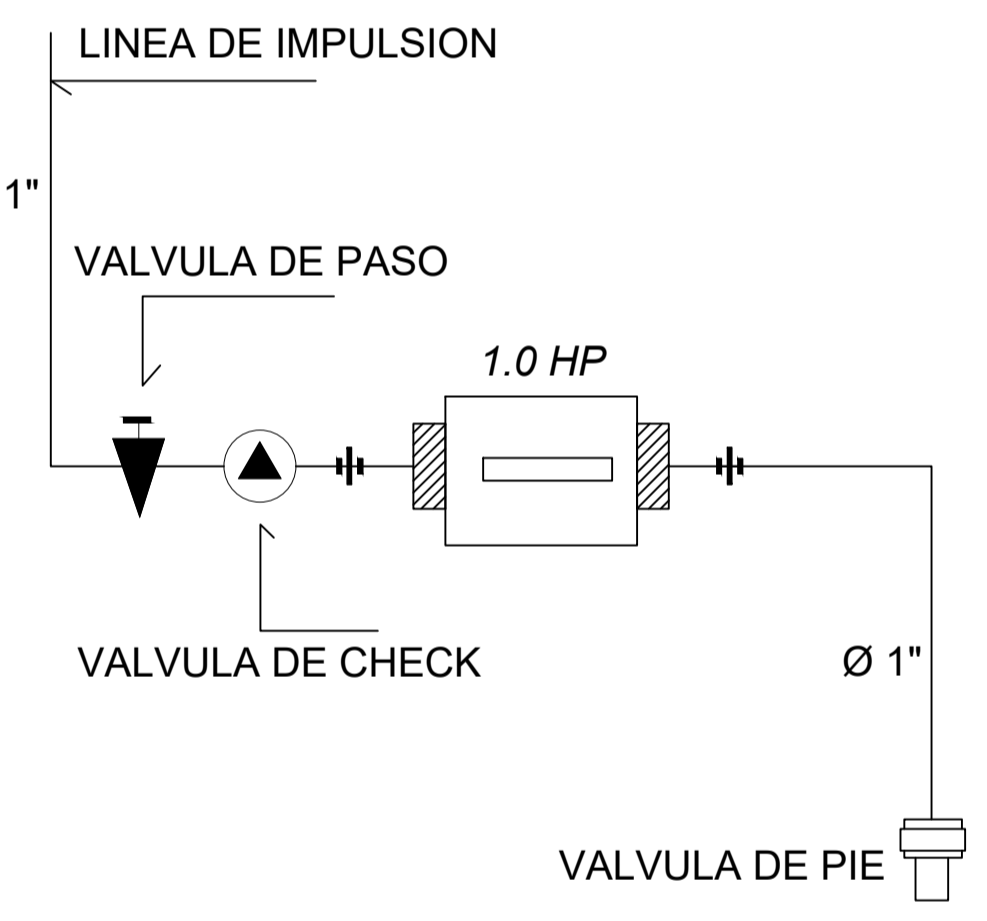 LINEA DE IMPULSION
1"
VALVULA DE PASO
1.0 HP
VALVULA DE CHECK
Ø 1"
VALVULA DE PIE